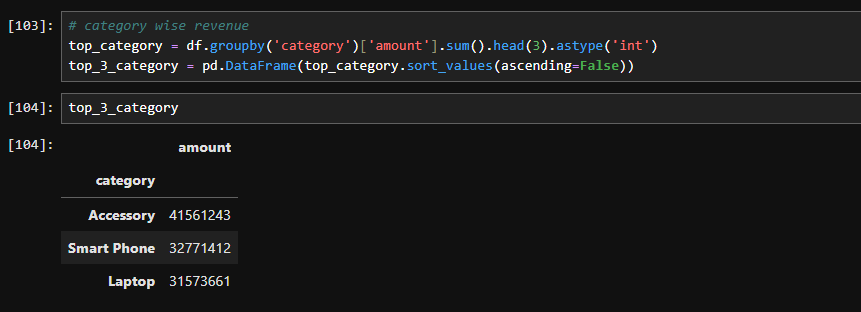 [103]: # category wise revenue
top_category = df.groupby('category')['amount'].sum().head(3).astype('int')
top_3_category = pd.DataFrame(top_category.sort_values(ascending=False))
[104]: top_3_category
[104]: amount
category
Accessory 41561243
Smart Phone 32771412
Laptop 31573661